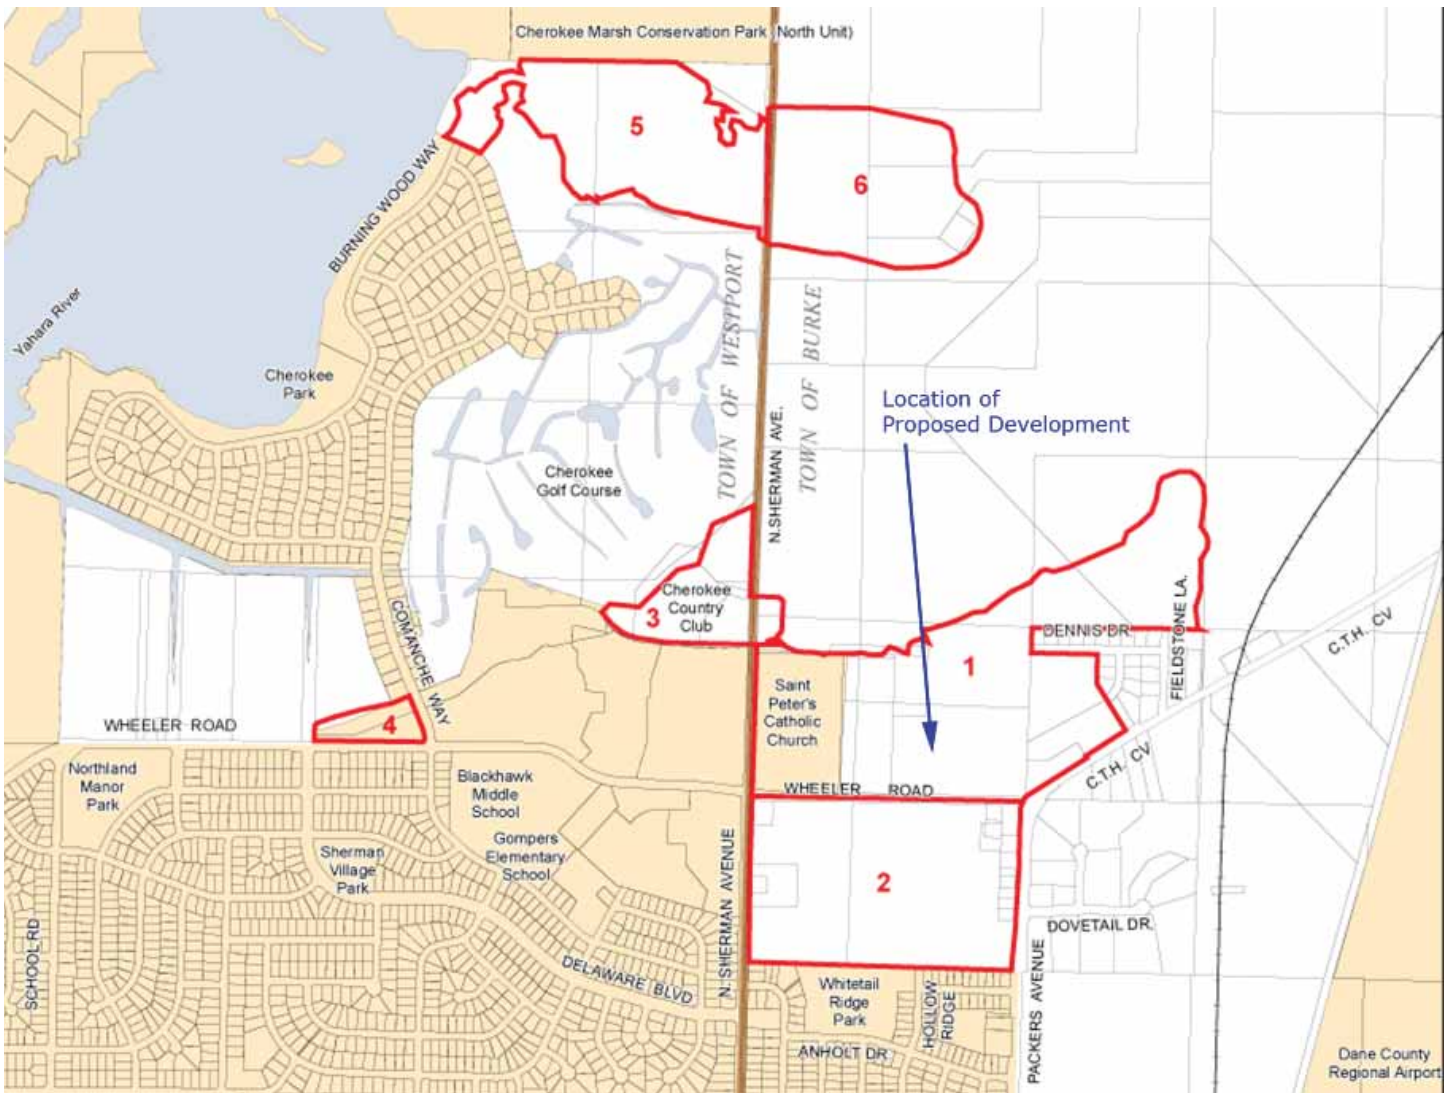 Cherokee Marsh Conservation Park (North Unit)
5
6
BURNING WOOD WAY
Yahara River
TOWN OF WESTPORT
TOWN OF BURKE
Cherokee
Park
Location of
Proposed Development
N.SHERMAN AVE.
Cherokee
Golf Course
Cherokee
Country
Club
3
COMANCHE WAY
DENNIS DR.
FIELDSTONE LA.
C.T.H. CV
1
Saint
Peter's
Catholic
Church
WHEELER ROAD
4
C.T.H. CV
Northland
Manor
Park
Blackhawk
Middle
School
WHEELER ROAD
Gompers
Elementary
School
Sherman
Village
Park
N. SHERMAN AVENUE
2
SCHOOL RD
DELAWARE BLVD
DOVETAIL DR.
Whitetail
Ridge
Park
HOLLOW
RIDGE
PACKERS AVENUE
ANHOLT DR.
Dane County
Regional Airport